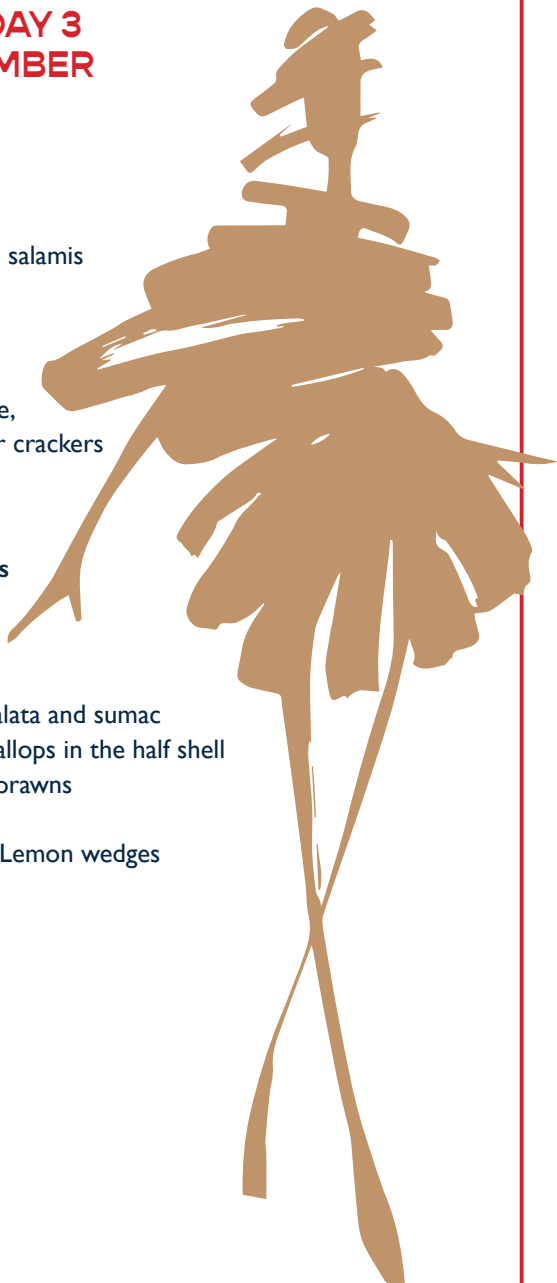 DAY 3
MBER
salamis
e,
r crackers
s
alata and sumac
allops in the half shell
prawns
Lemon wedges